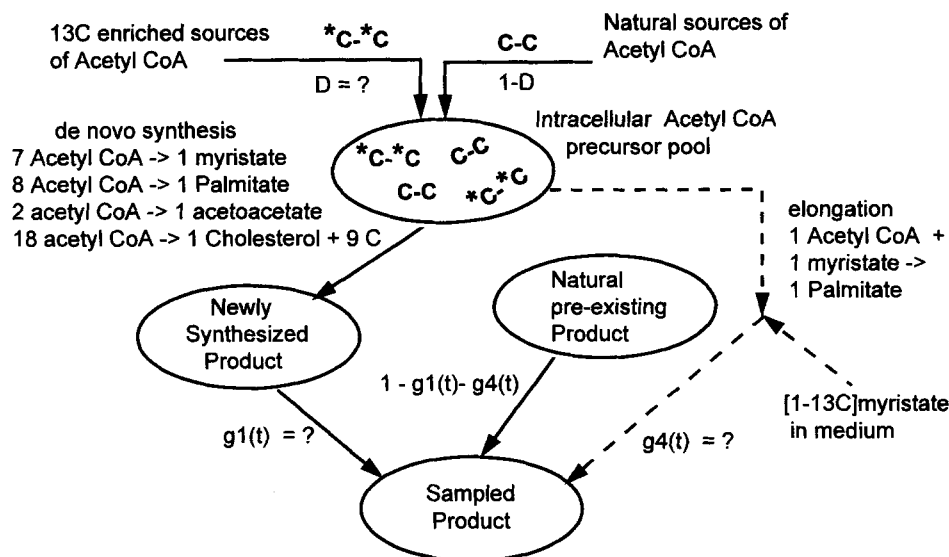 13C enriched sources
of Acetyl CoA
*C-*C
D = ?
C-C
1-D
Natural sources of
Acetyl CoA
de novo synthesis
7 Acetyl CoA -> 1 myristate
8 Acetyl CoA -> 1 Palmitate
2 acetyl CoA -> 1 acetoacetate
18 acetyl CoA -> 1 Cholesterol + 9 C
*C-*C
C-C
C-C
*C-*C
Intracellular Acetyl CoA
precursor pool
elongation
1 Acetyl CoA +
1 myristate ->
1 Palmitate
Newly
Synthesized
Product
Natural
pre-existing
Product
1 - g1(t)- g4(t)
[1-13C]myristate
in medium
g1(t) = ?
g4(t) = ?
Sampled
Product